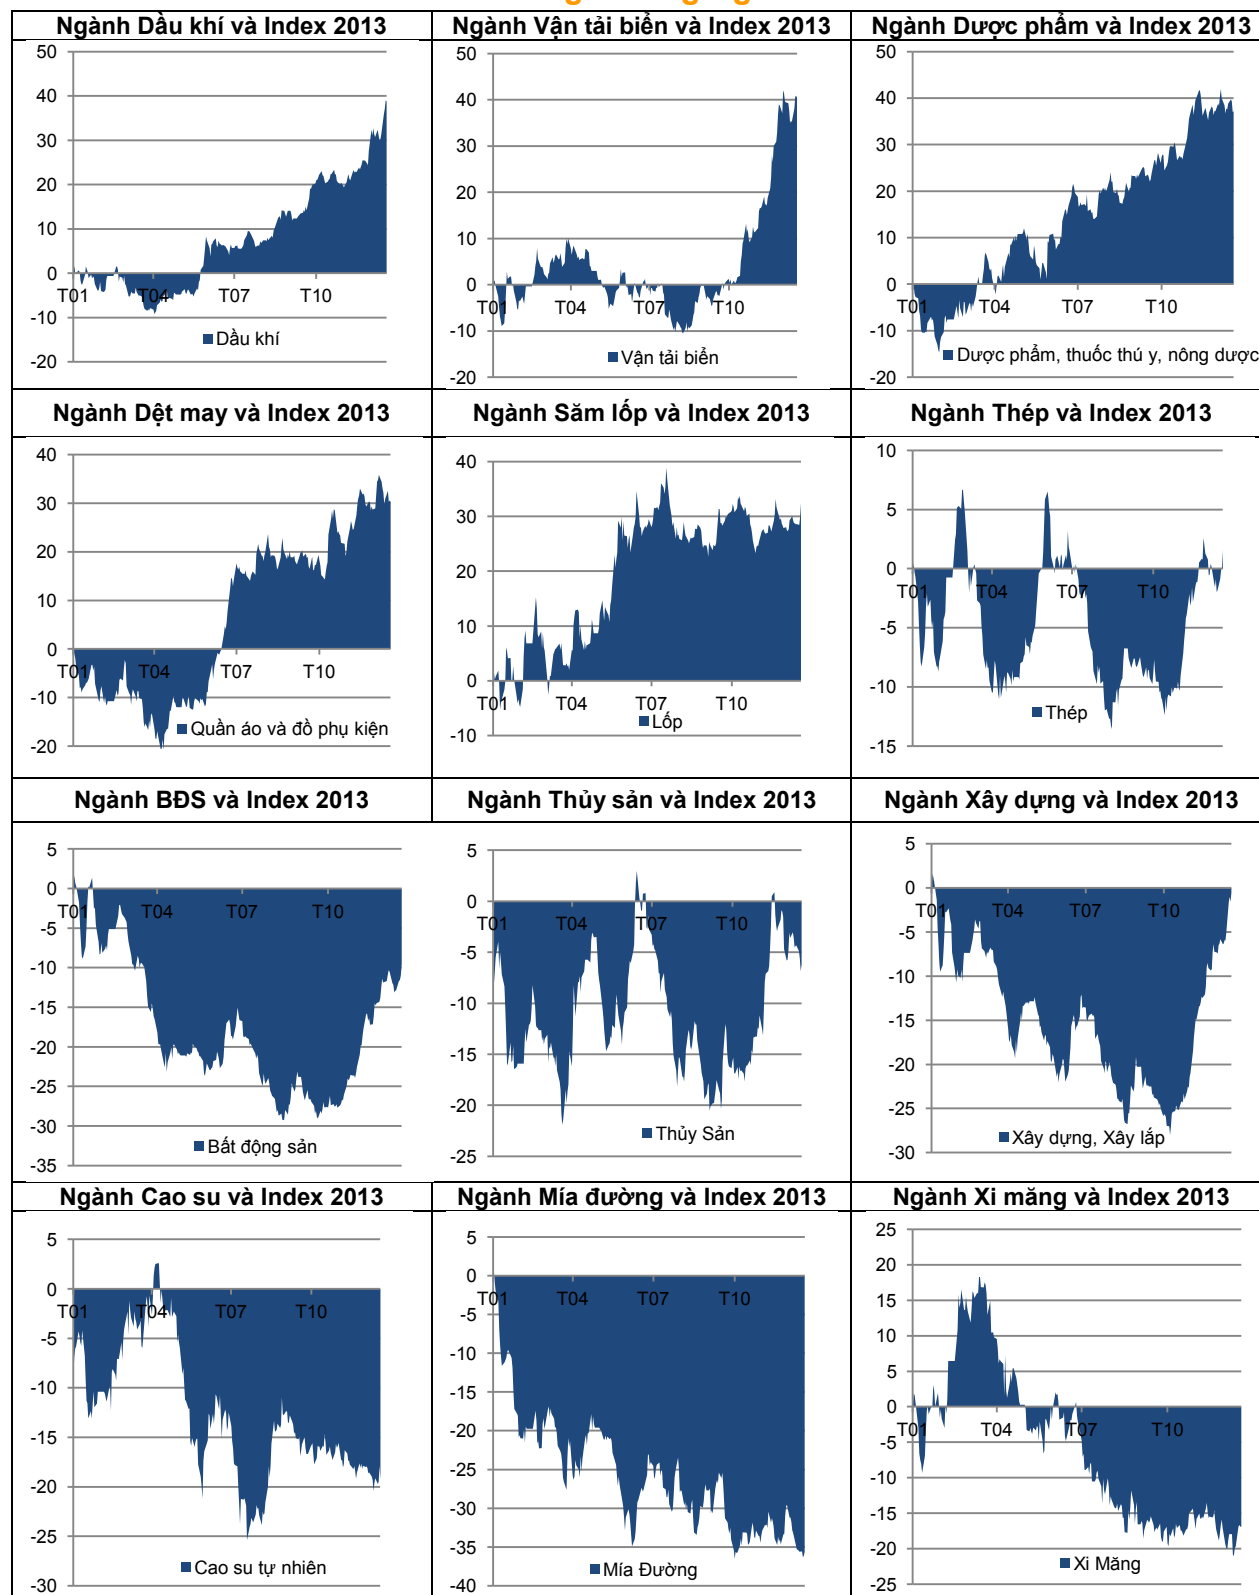 Ngành Dầu khí và Index 2013
50
40
30
20
10
0
-10
-20
T01
T04
T07
T10
Dầu khí
Ngành Vận tải biển và Index 2013
50
40
30
20
10
0
-10
-20
T01
T04
T07
T10
Vận tải biển
Ngành Dược phẩm và Index 2013
50
40
30
20
10
0
-10
-20
T01
T04
T07
T10
Dược phẩm, thuốc thú y, nông dược
Ngành Dệt may và Index 2013
40
30
20
10
0
-10
-20
T01
T04
T07
T10
Quần áo và đồ phụ kiện
Ngành Săm lốp và Index 2013
40
30
20
10
0
-10
T01
T04
T07
T10
Lốp
Ngành Thép và Index 2013
10
5
0
-5
-10
-15
T01
T04
T07
T10
Thép
Ngành BĐS và Index 2013
5
0
-5
-10
-15
-20
-25
-30
-35
T01
T04
T07
T10
Bất động sản
Ngành Thủy sản và Index 2013
5
0
-5
-10
-15
-20
-25
T01
T04
T07
T10
Thủy Sản
Ngành Xây dựng và Index 2013
5
0
-5
-10
-15
-20
-25
-30
T01
T04
T07
T10
Xây dựng, Xây lắp
Ngành Cao su và Index 2013
5
0
-5
-10
-15
-20
-25
-30
T01
T04
T07
T10
Cao su tự nhiên
Ngành Mía đường và Index 2013
5
0
-5
-10
-15
-20
-25
-30
-35
-40
T01
T04
T07
T10
Mía Đường
Ngành Xi măng và Index 2013
25
20
15
10
5
0
-5
-10
-15
-20
-25
T01
T04
T07
T10
Xi Măng